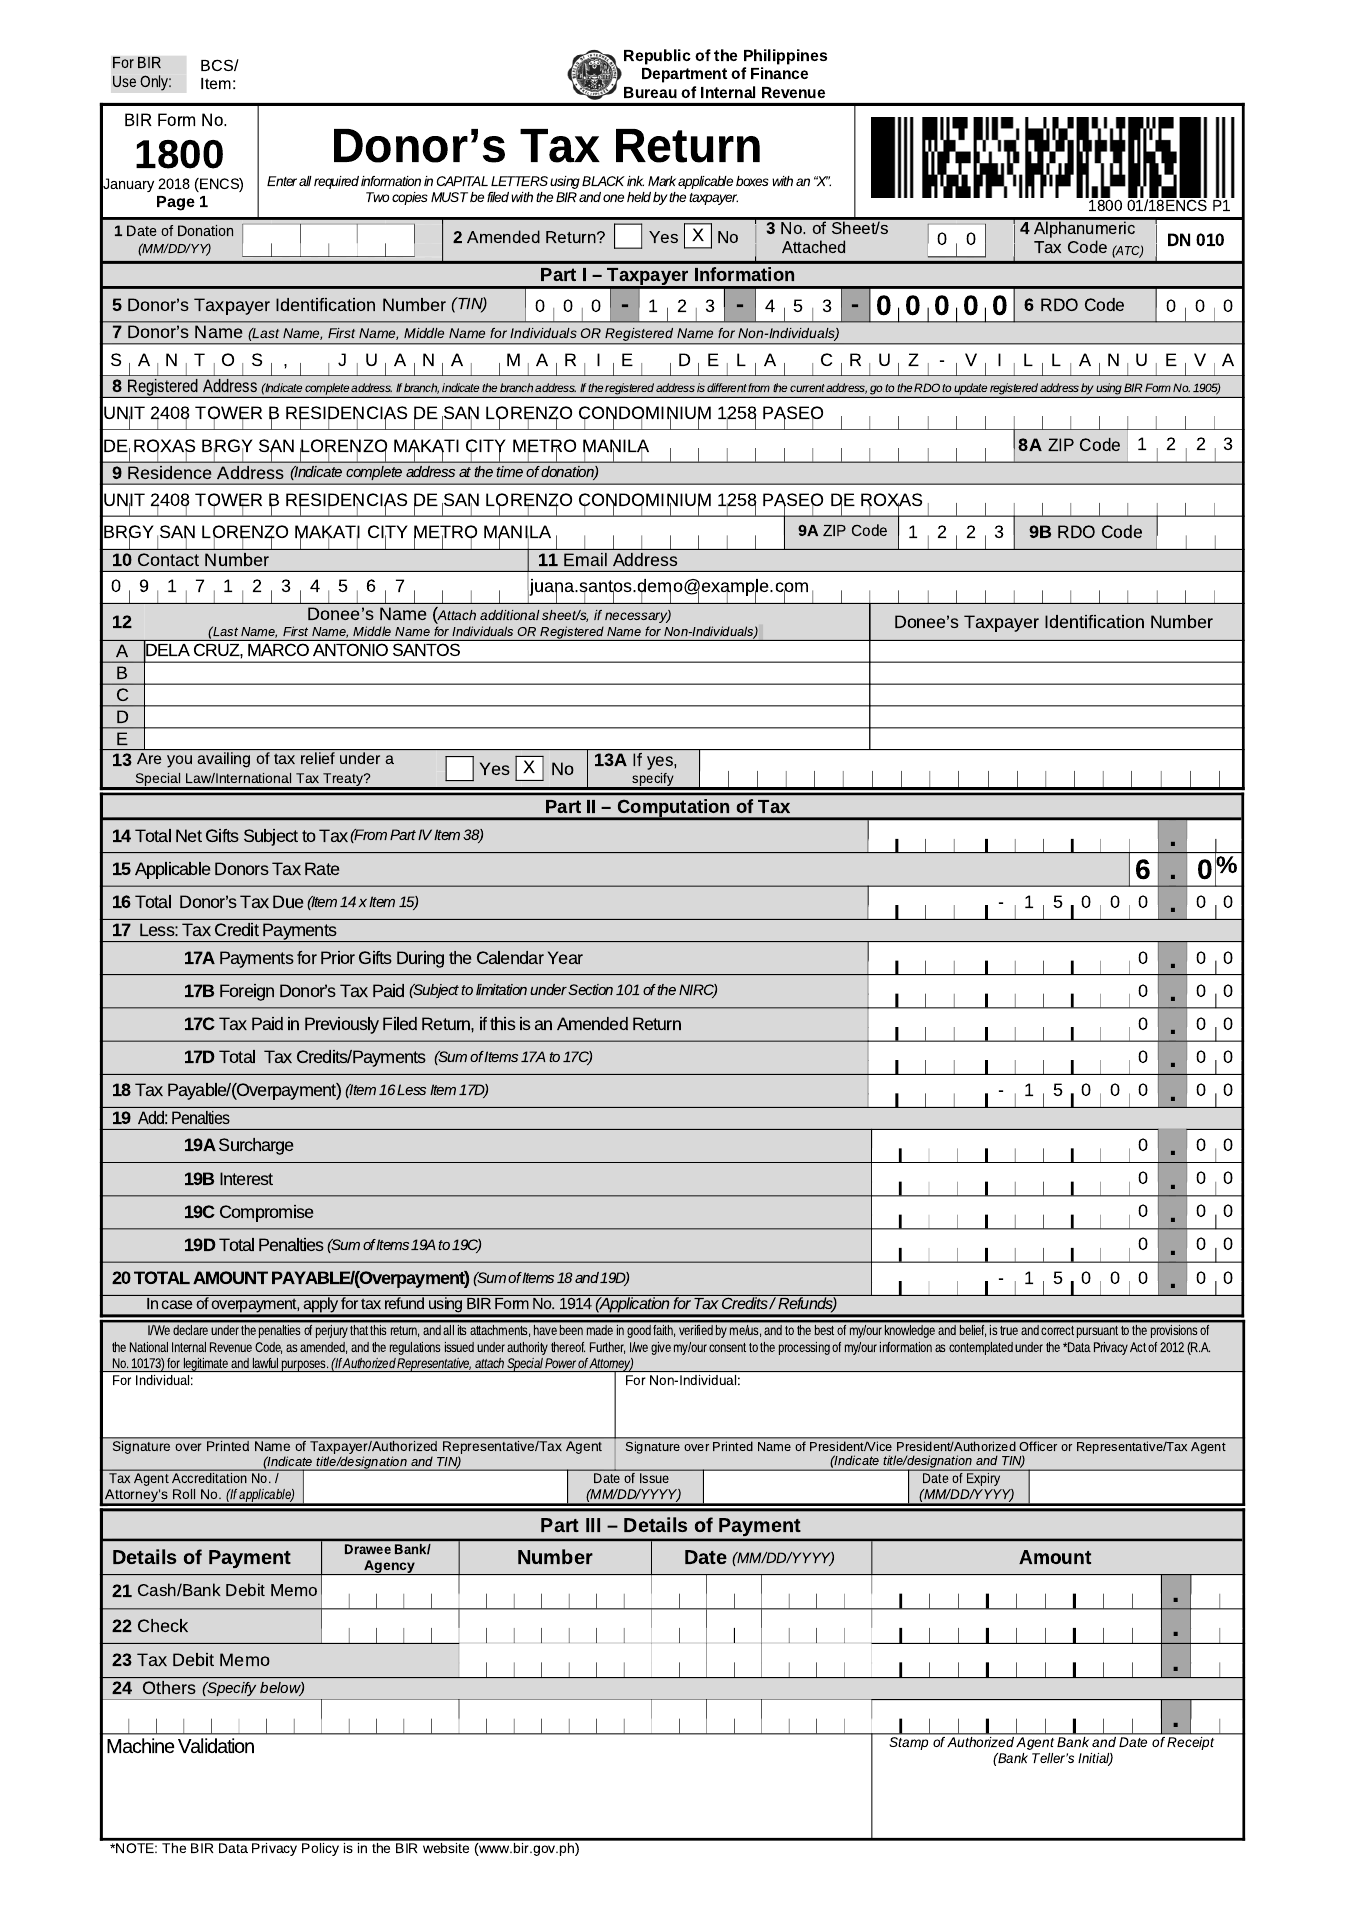 For BIR
Use Only:
BCS/
Item:
Republic of the Philippines
Department of Finance
Bureau of Internal Revenue
BIR Form No.
1800
January 2018 (ENCS)
Page 1
Donor’s Tax Return
Enter all required information in CAPITAL LETTERS using BLACK ink. Mark applicable boxes with an “X”.
Two copies MUST be filed with the BIR and one held by the taxpayer.
1800 01/18ENCS P1
1 Date of Donation
(MM/DD/YY)
2 Amended Return? Yes X No
3 No. of Sheet/s
Attached
0 0
4 Alphanumeric
Tax Code (ATC)
DN 010
Part I – Taxpayer Information
5 Donor’s Taxpayer Identification Number (TIN) 0 0 0 - 1 2 3 - 4 5 3 - 0 0 0 0 0 6 RDO Code 0 0 0
7 Donor’s Name (Last Name, First Name, Middle Name for Individuals OR Registered Name for Non-Individuals)
SANTOS, JUANA MARIE DELA CRUZ-VILLANUEVA
8 Registered Address (Indicate complete address. If branch, indicate the branch address. If the registered address is different from the current address, go to the RDO to update registered address by using BIR Form No. 1905)
UNIT 2408 TOWER B RESIDENCIAS DE SAN LORENZO CONDOMINIUM 1258 PASEO
DE ROXAS BRGY SAN LORENZO MAKATI CITY METRO MANILA 8A ZIP Code 1 2 2 3
9 Residence Address (Indicate complete address at the time of donation)
UNIT 2408 TOWER B RESIDENCIAS DE SAN LORENZO CONDOMINIUM 1258 PASEO DE ROXAS
BRGY SAN LORENZO MAKATI CITY METRO MANILA 9A ZIP Code 1 2 2 3 9B RDO Code
10 Contact Number 11 Email Address
0 9 1 7 1 2 3 4 5 6 7 juana.santos.demo@example.com
12 Donee’s Name (Attach additional sheet/s, if necessary)
(Last Name, First Name, Middle Name for Individuals OR Registered Name for Non-Individuals)
Donee’s Taxpayer Identification Number
A DELA CRUZ, MARCO ANTONIO SANTOS
B
C
D
E
13 Are you availing of tax relief under a
Special Law/International Tax Treaty?
Yes X No
13A If yes,
specify
Part II – Computation of Tax
14 Total Net Gifts Subject to Tax (From Part IV Item 38) .
15 Applicable Donors Tax Rate 6 . 0 %
16 Total Donor’s Tax Due (Item 14 x Item 15) - 1 5 0 0 0 . 0 0
17 Less: Tax Credit Payments
17A Payments for Prior Gifts During the Calendar Year 0 . 0 0
17B Foreign Donor's Tax Paid (Subject to limitation under Section 101 of the NIRC) 0 . 0 0
17C Tax Paid in Previously Filed Return, if this is an Amended Return 0 . 0 0
17D Total Tax Credits/Payments (Sum of Items 17A to 17C) 0 . 0 0
18 Tax Payable/(Overpayment) (Item 16 Less Item 17D) - 1 5 0 0 0 . 0 0
19 Add: Penalties
19A Surcharge 0 . 0 0
19B Interest 0 . 0 0
19C Compromise 0 . 0 0
19D Total Penalties (Sum of Items 19A to 19C) 0 . 0 0
20 TOTAL AMOUNT PAYABLE/(Overpayment) (Sum of Items 18 and 19D) - 1 5 0 0 0 . 0 0
In case of overpayment, apply for tax refund using BIR Form No. 1914 (Application for Tax Credits / Refunds)
I/We declare under the penalties of perjury that this return, and all its attachments, have been made in good faith, verified by me/us, and to the best of my/our knowledge and belief, is true and correct pursuant to the provisions of
the National Internal Revenue Code, as amended, and the regulations issued under authority thereof. Further, I/we give my/our consent to the processing of my/our information as contemplated under the *Data Privacy Act of 2012 (R.A.
No. 10173) for legitimate and lawful purposes. (If Authorized Representative, attach Special Power of Attorney)
For Individual: For Non-Individual:
Signature over Printed Name of Taxpayer/Authorized Representative/Tax Agent
(Indicate title/designation and TIN)
Signature over Printed Name of President/Vice President/Authorized Officer or Representative/Tax Agent
(Indicate title/designation and TIN)
Tax Agent Accreditation No. /
Attorney’s Roll No. (If applicable)
Date of Issue
(MM/DD/YYYY)
Date of Expiry
(MM/DD/YYYY)
Part III – Details of Payment
Details of Payment
Drawee Bank/
Agency
Number Date (MM/DD/YYYY) Amount
21 Cash/Bank Debit Memo .
22 Check .
23 Tax Debit Memo .
24 Others (Specify below)
.
Machine Validation
Stamp of Authorized Agent Bank and Date of Receipt
(Bank Teller’s Initial)
*NOTE: The BIR Data Privacy Policy is in the BIR website (www.bir.gov.ph)